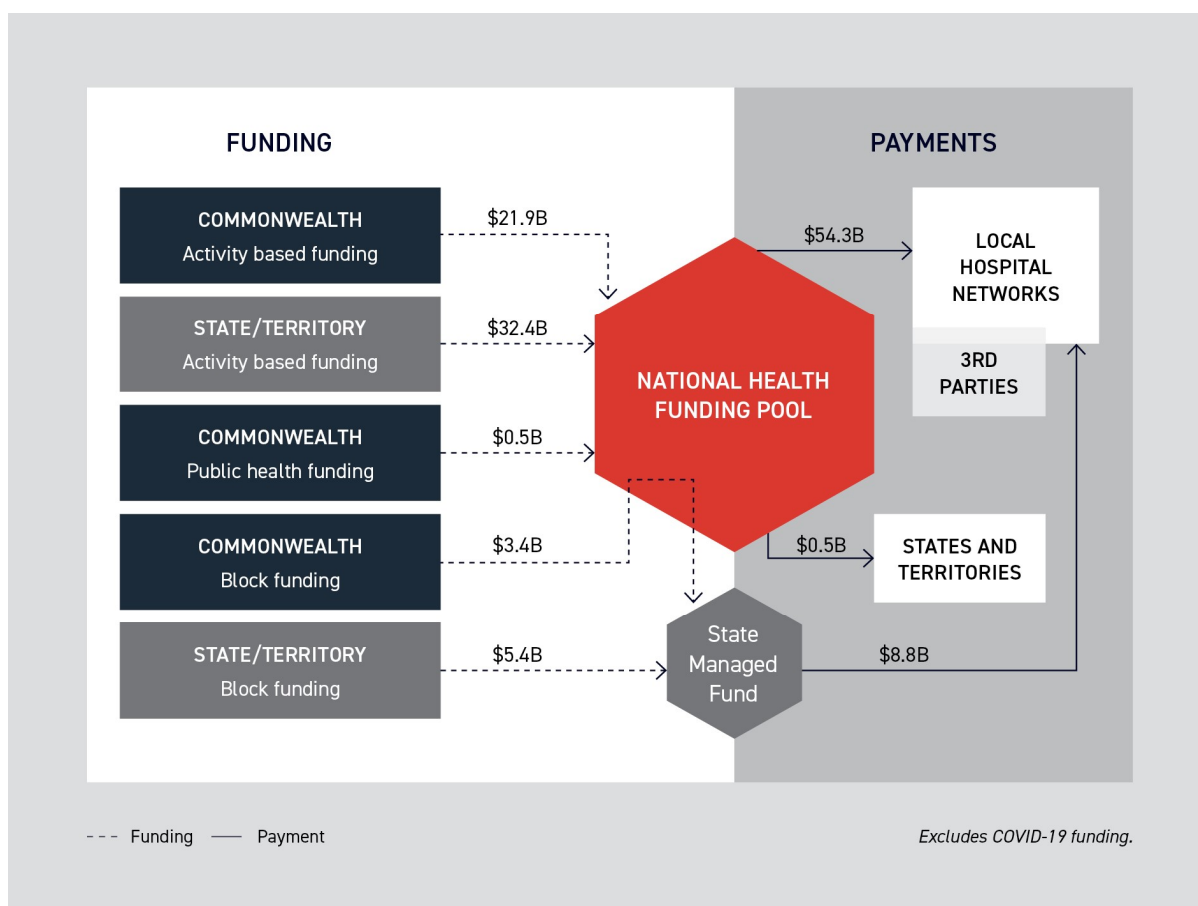 FUNDING
PAYMENTS
COMMONWEALTH
Activity based funding
$21.9B
STATE/TERRITORY
Activity based funding
$32.4B
COMMONWEALTH
Public health funding
$0.5B
COMMONWEALTH
Block funding
$3.4B
STATE/TERRITORY
Block funding
$5.4B
NATIONAL HEALTH
FUNDING POOL
State
Managed
Fund
$54.3B
LOCAL
HOSPITAL
NETWORKS
3RD
PARTIES
$0.5B
STATES AND
TERRITORIES
$8.8B
Funding
Payment
Excludes COVID-19 funding.